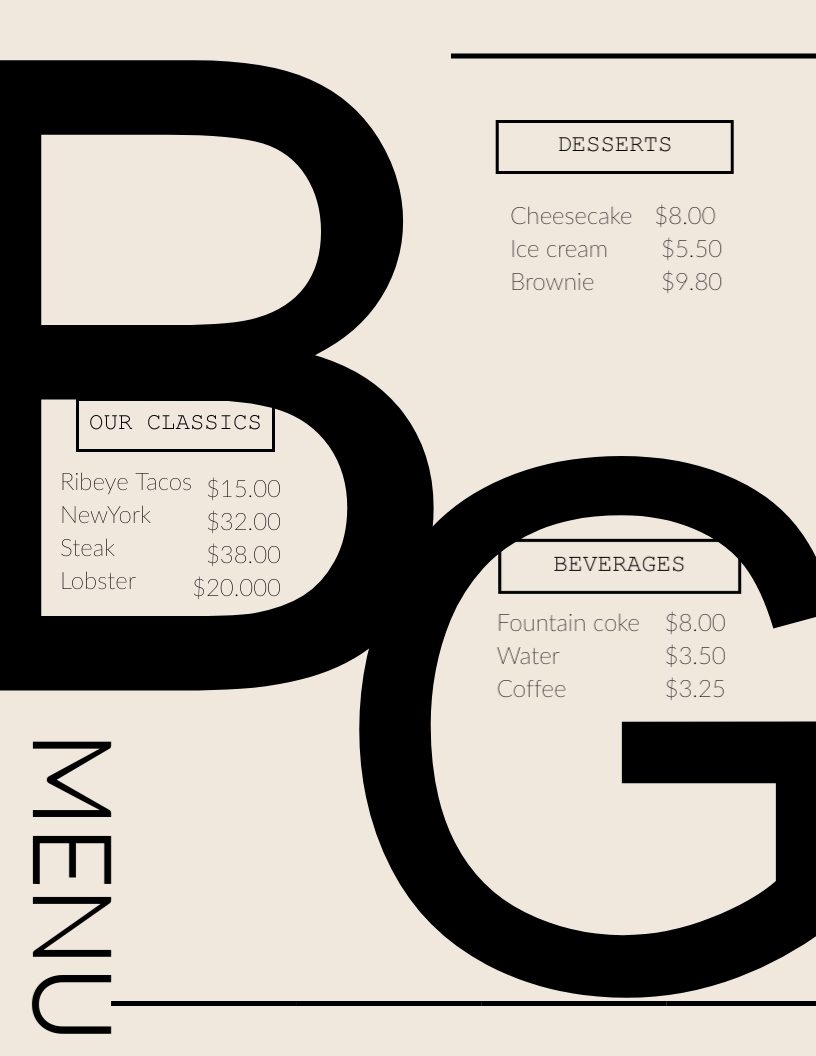 BG
DESSERTS
Cheesecake $8.00
Ice cream $5.50
Brownie $9.80
OUR CLASSICS
Ribeye Tacos $15.00
NewYork $32.00
Steak $38.00
Lobster $20.000
BEVERAGES
Fountain coke $8.00
Water $3.50
Coffee $3.25
MENU